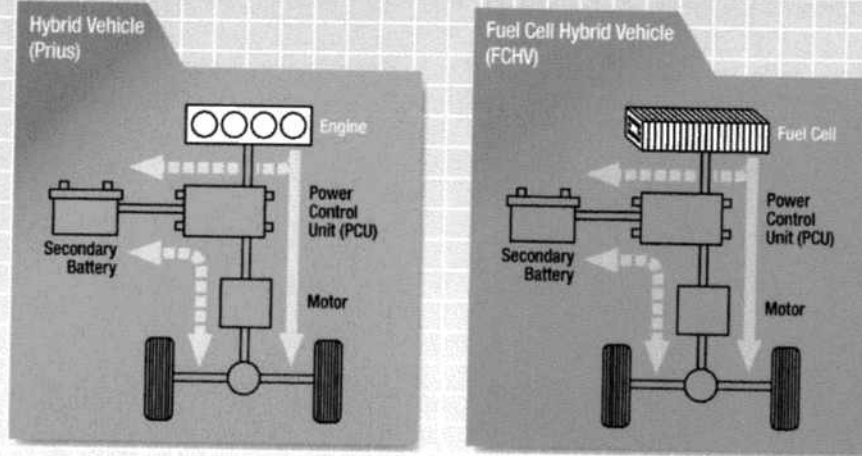 Hybrid Vehicle
(Prius)
Engine
Power
Control
Unit (PCU)
Secondary
Battery
Motor
Fuel Cell Hybrid Vehicle
(FCHV)
Fuel Cell
Power
Control
Unit (PCU)
Secondary
Battery
Motor